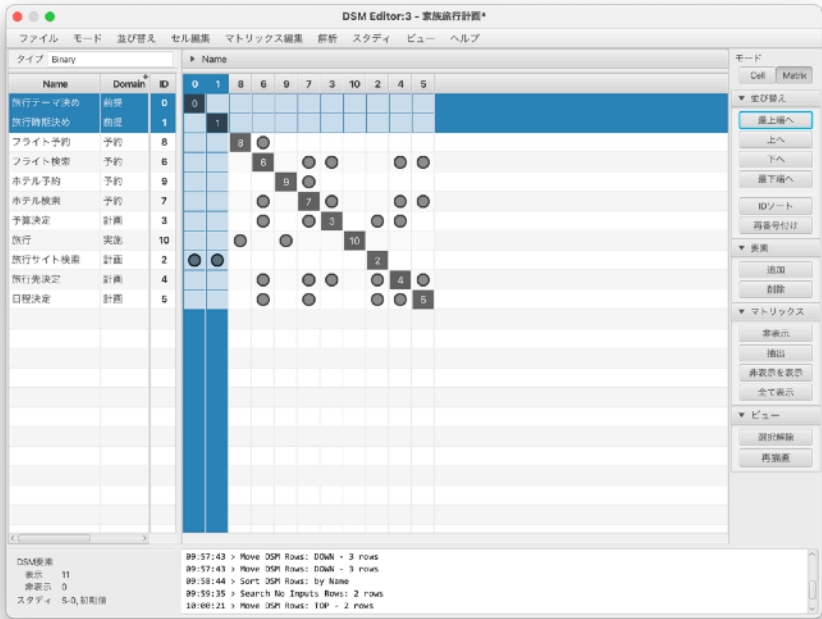 DSM Editor:3 - 家族旅行計画*
ファイル モード 並び替え セル編集 マトリックス編集 解析 スタディ ビュー ヘルプ
タイプ Binary
Name
モード
Cell Matrix
Name Domain ID 0 1 8 6 9 7 3 10 2 4 5
旅行テーマ決め 前提 0 0
旅行時期決め 前提 1 1
フライト予約 予約 8 8
フライト検索 予約 6 6
ホテル予約 予約 9 9
ホテル検索 予約 7 7
予算決定 計画 3 3
旅行 実施 10 10
旅行サイト検索 計画 2 2
旅行先決定 計画 4 4
日程決定 計画 5 5
並び替え
最上端へ
上へ
下へ
最下端へ
IDソート
再番号付け
要素
追加
削除
マトリックス
非表示
抽出
非表示を表示
全て表示
ビュー
選択解除
再描画
DSM要素
表示 11
非表示 0
スタディ S-0,初期値
09:57:43 > Move DSM Rows: DOWN - 3 rows
09:57:43 > Move DSM Rows: DOWN - 3 rows
09:58:44 > Sort DSM Rows: by Name
09:59:35 > Search No Inputs Rows: 2 rows
10:00:21 > Move DSM Rows: TOP - 2 rows